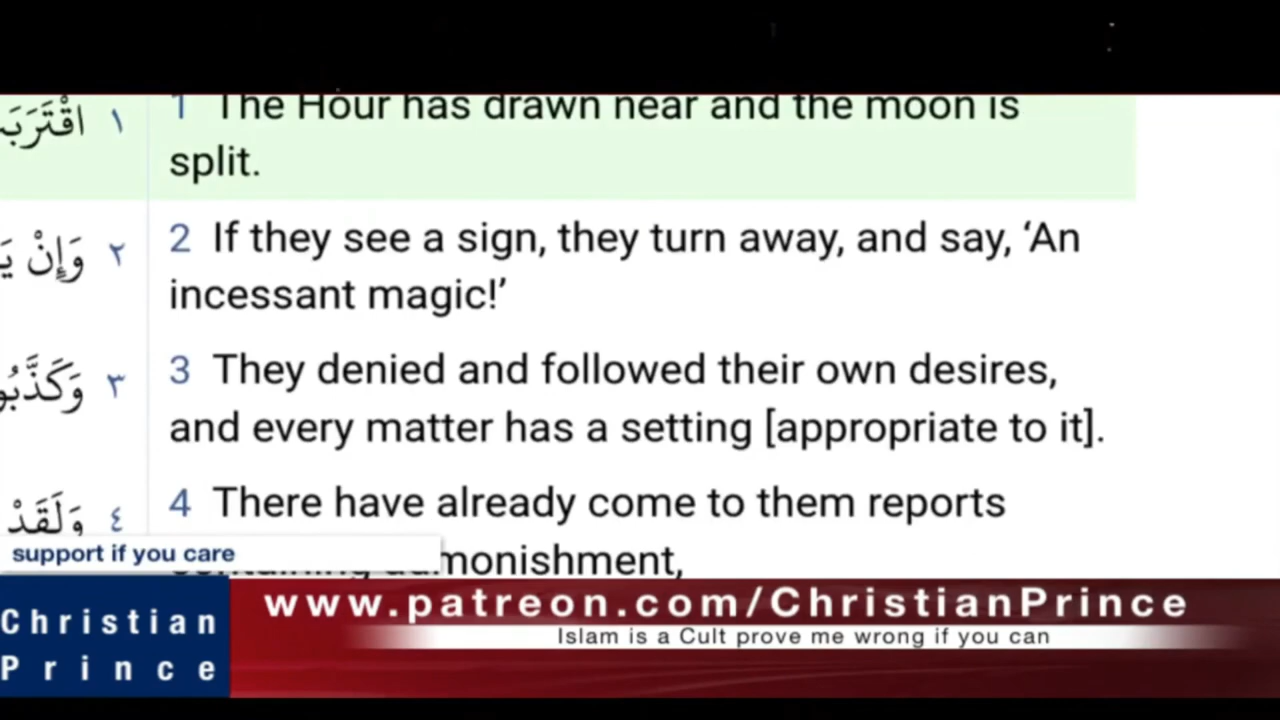 اقْتَرَبَ ١ 1 The Hour has drawn near and the moon is
split.
٢ 2 If they see a sign, they turn away, and say, ‘An
incessant magic!’
٣ 3 They denied and followed their own desires,
and every matter has a setting [appropriate to it].
وَلَقَدْ ٤ 4 There have already come to them reports
support if you care
Christian
Prince
www.patreon.com/ChristianPrince
Islam is a Cult prove me wrong if you can